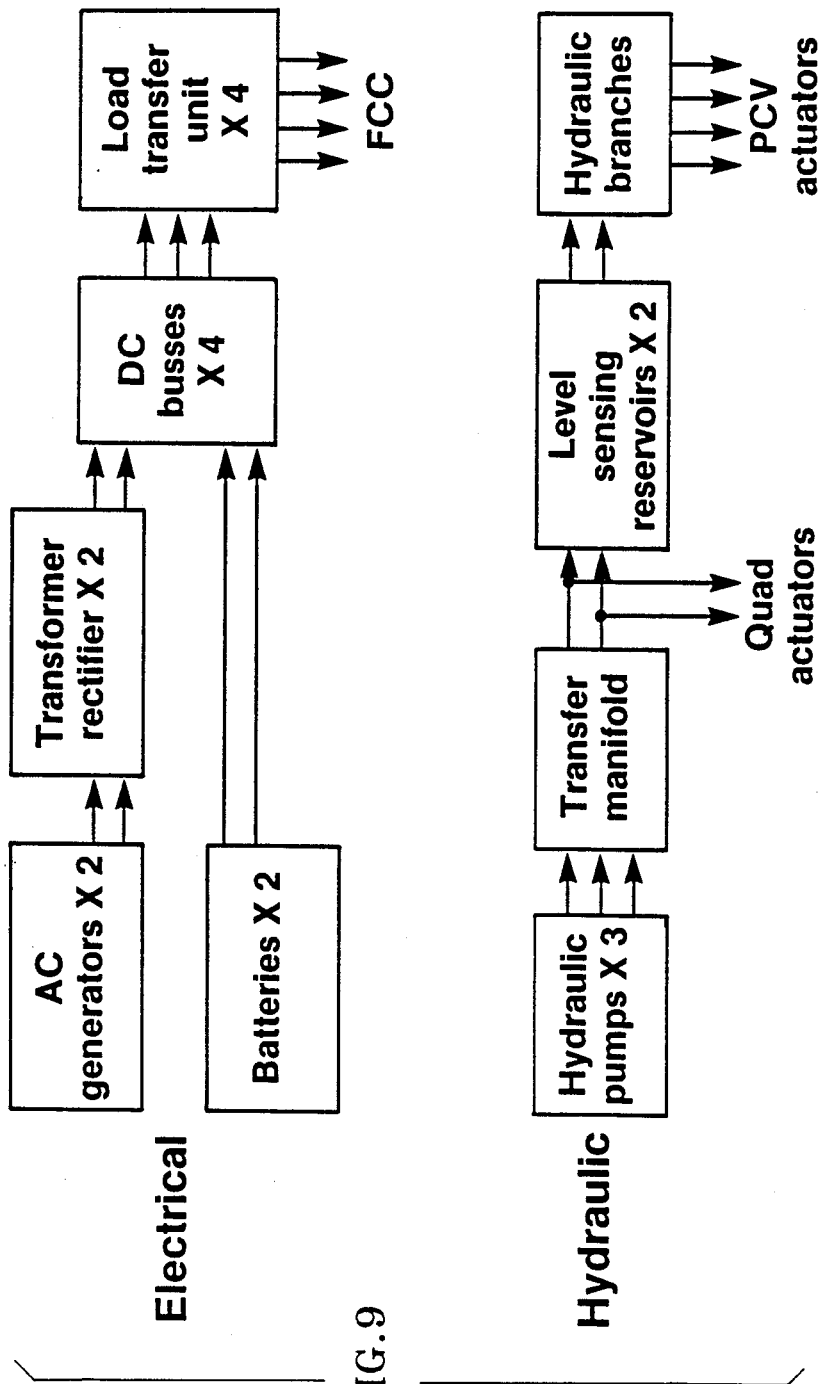 Electrical
AC
generators X 2
Transformer
rectifier X 2
Batteries X 2
DC
busses
X 4
Load
transfer
unit
X 4
FCC
Hydraulic
Hydraulic
pumps X 3
Transfer
manifold
Quad
actuators
Level
sensing
reservoirs X 2
Hydraulic
branches
PCV
actuators
IG.9